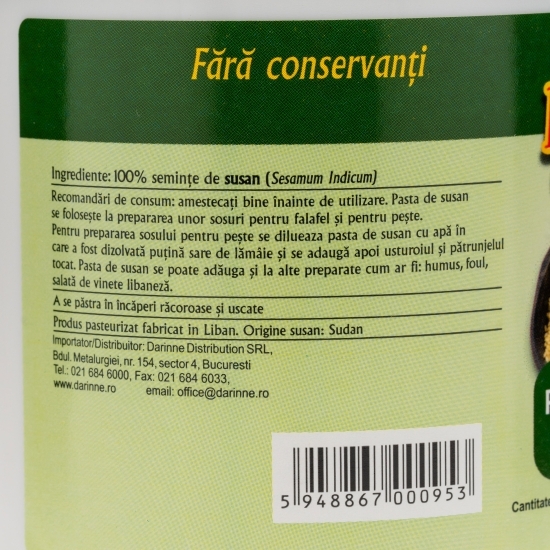 Fără conservanți
Ingrediente: 100% semințe de susan (Sesamum Indicum)
Recomandări de consum: amestecați bine înainte de utilizare. Pasta de susan
se folosește la prepararea unor sosuri pentru falafel și pentru pește.
Pentru prepararea sosului pentru pește se dilueaza pasta de susan cu apă în
care a fost dizolvată puțină sare de lămâie și se adaugă apoi usturoiul și pătrunjelul
tocat. Pasta de susan se poate adăuga și la alte preparate cum ar fi: humus, foul,
salată de vinete libaneză.
A se păstra în încăperi răcoroase și uscate
Produs pasteurizat fabricat in Liban. Origine susan: Sudan
Importator/Distribuitor: Darinne Distribution SRL,
Bdul. Metalurgiei, nr. 154, sector 4, Bucuresti
Tel.: 021 684 6000, Fax: 021 684 6033,
www.darinne.ro email: office@darinne.ro
5 948867 000953
Cantitate